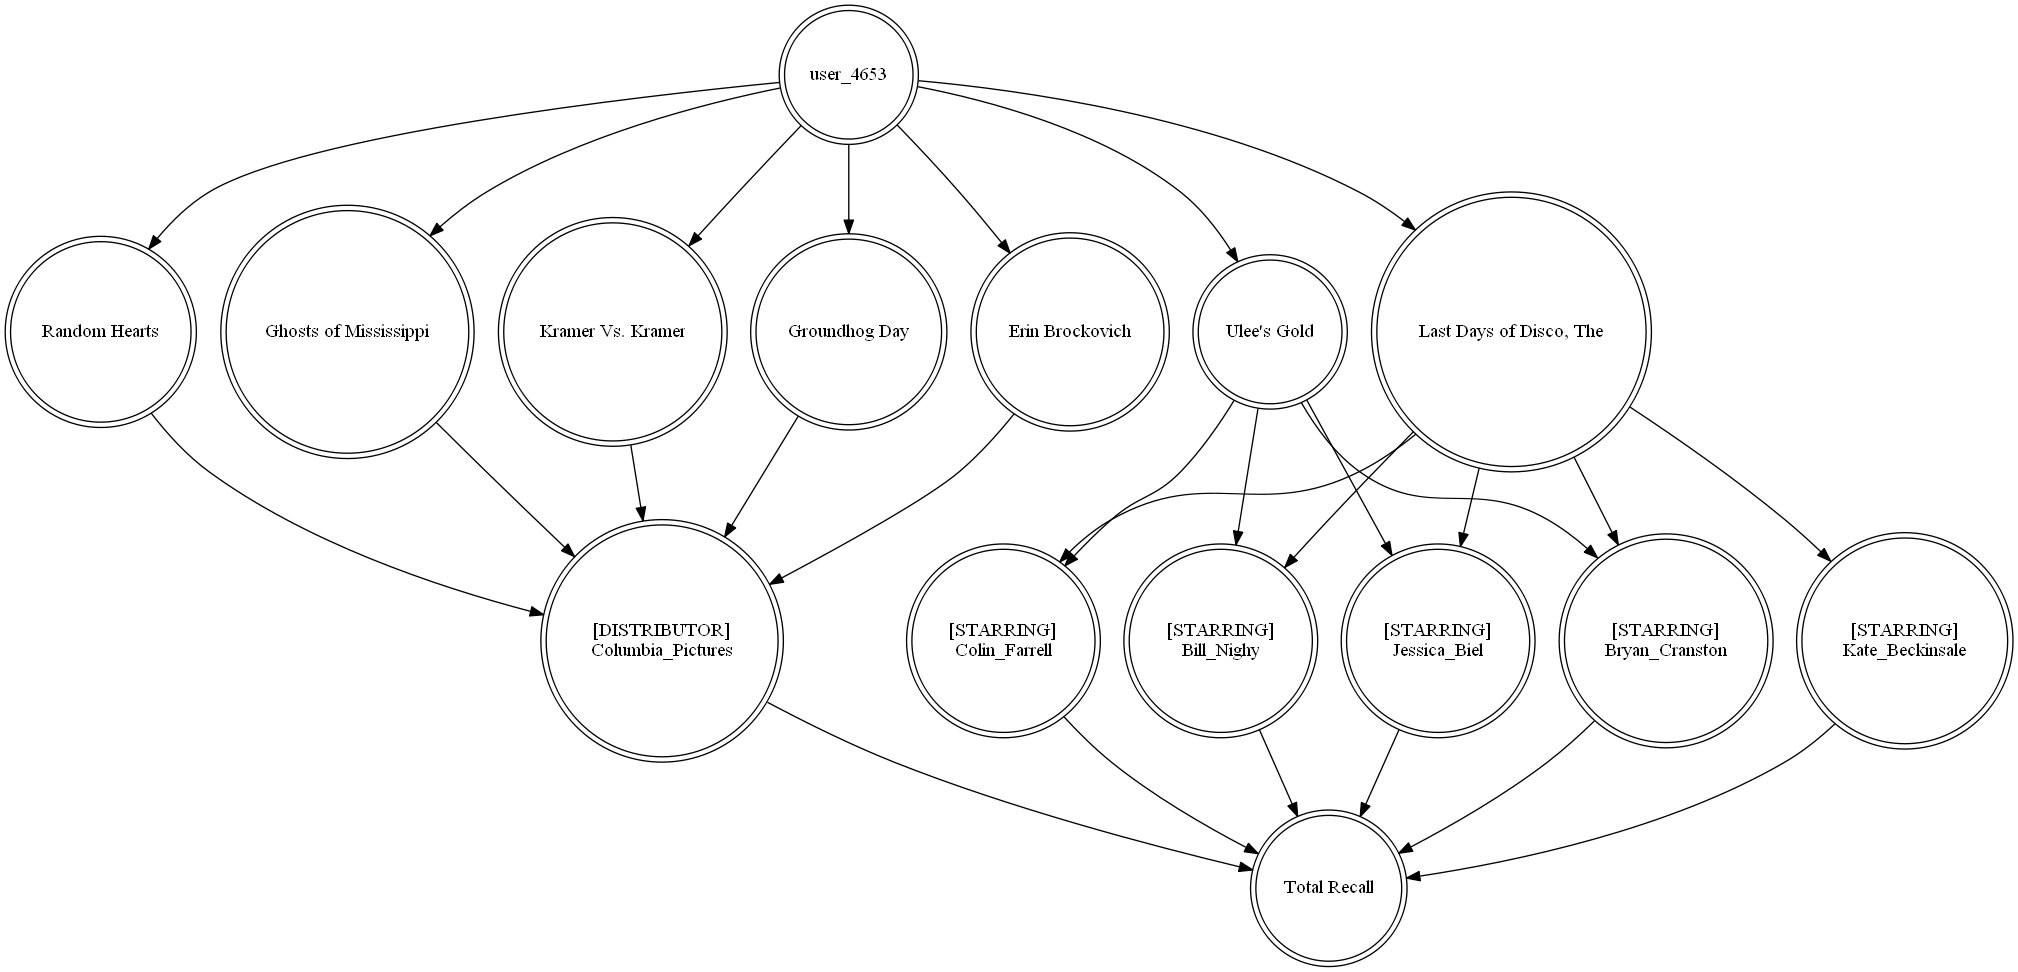 user_4653
Random Hearts
Ghosts of Mississippi
Kramer Vs. Kramer
Groundhog Day
Erin Brockovich
Ulee's Gold
Last Days of Disco, The
[DISTRIBUTOR]
Columbia_Pictures
[STARRING]
Colin_Farrell
[STARRING]
Bill_Nighy
[STARRING]
Jessica_Biel
[STARRING]
Bryan_Cranston
[STARRING]
Kate_Beckinsale
Total Recall